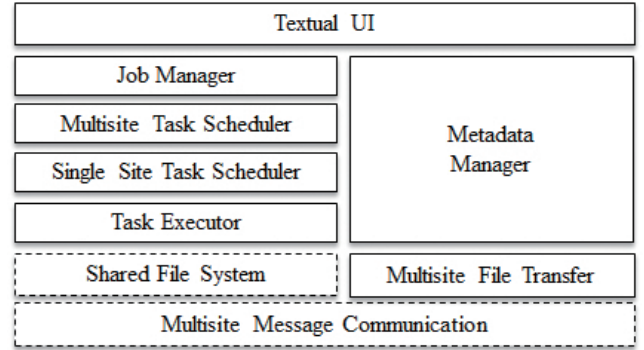 Textual UI
Job Manager
Multisite Task Scheduler
Single Site Task Scheduler
Task Executor
Metadata
Manager
Shared File System
Multisite File Transfer
Multisite Message Communication